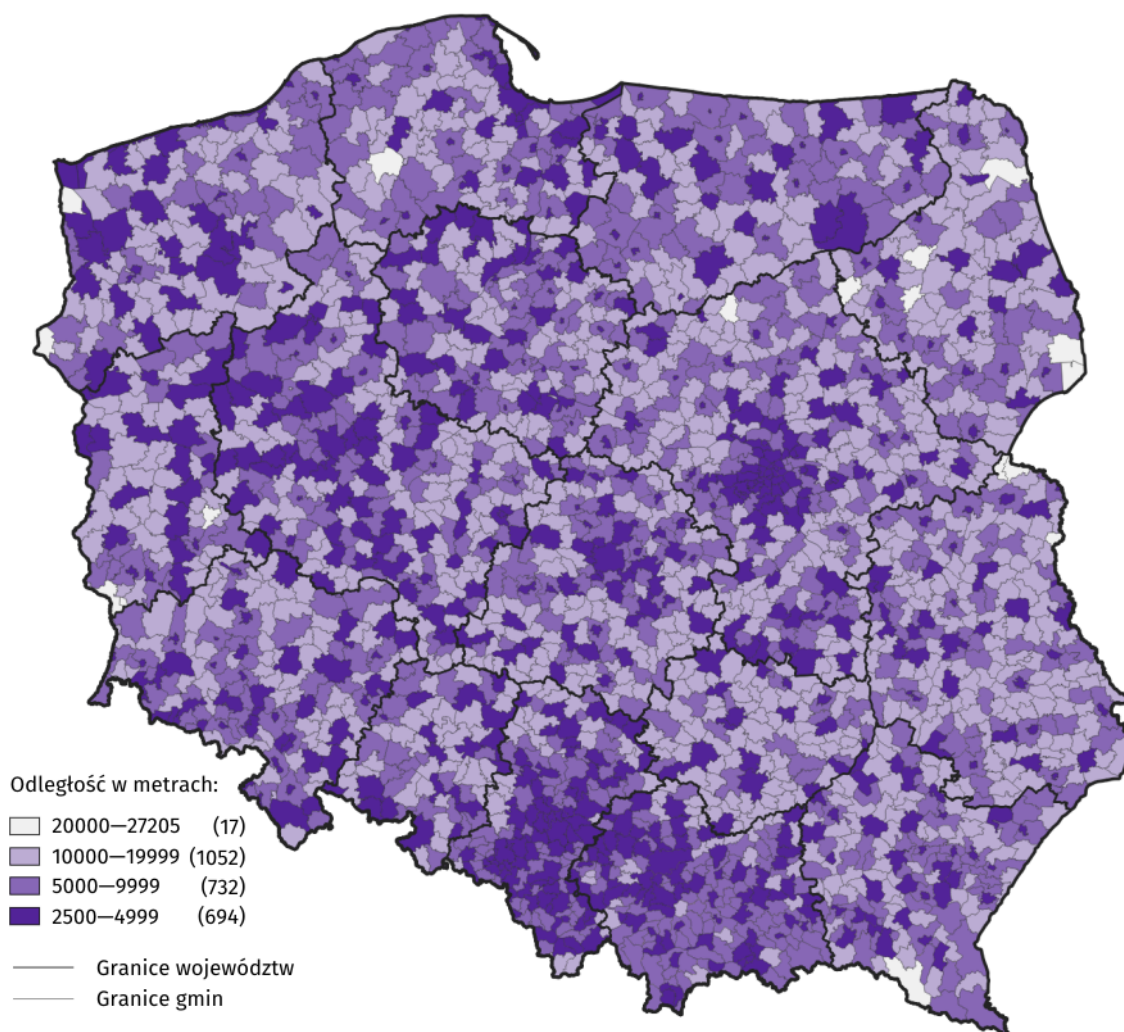 Odległość w metrach:
20000—27205 (17)
10000—19999 (1052)
5000—9999 (732)
2500—4999 (694)
Granice województw
Granice gmin